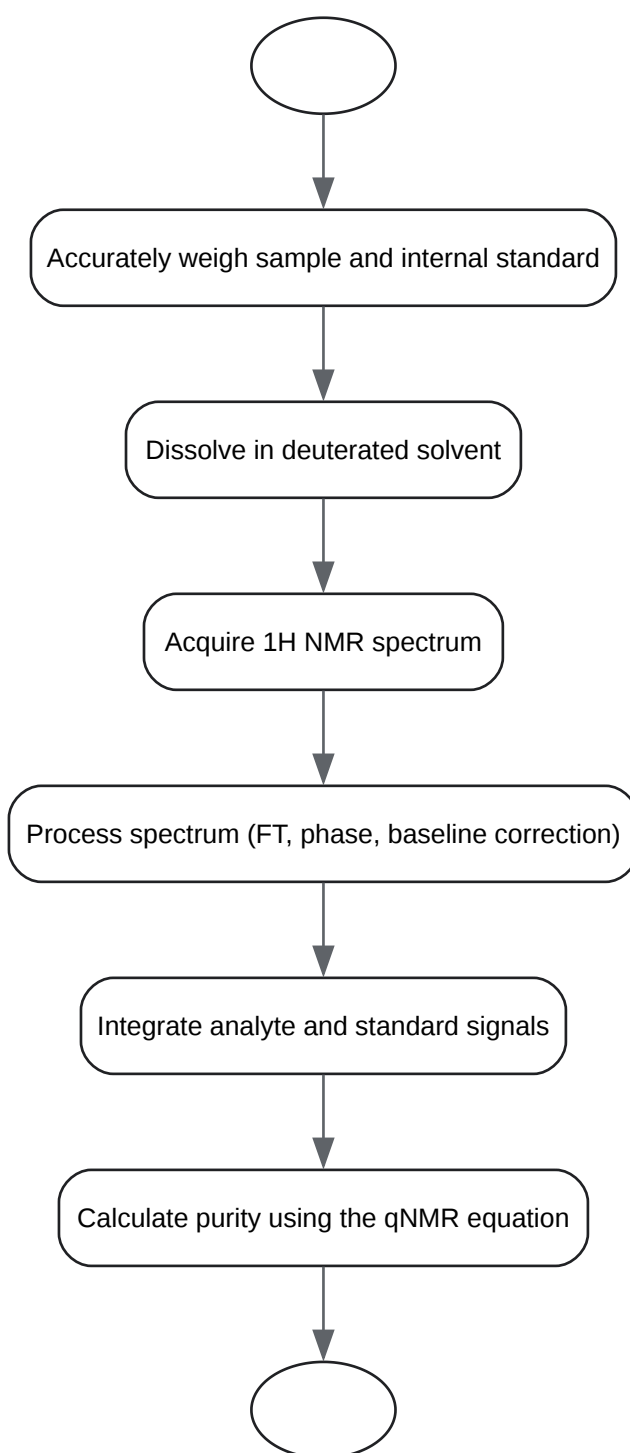 Accurately weigh sample and internal standard
Dissolve in deuterated solvent
Acquire 1H NMR spectrum
Process spectrum (FT, phase, baseline correction)
Integrate analyte and standard signals
Calculate purity using the qNMR equation